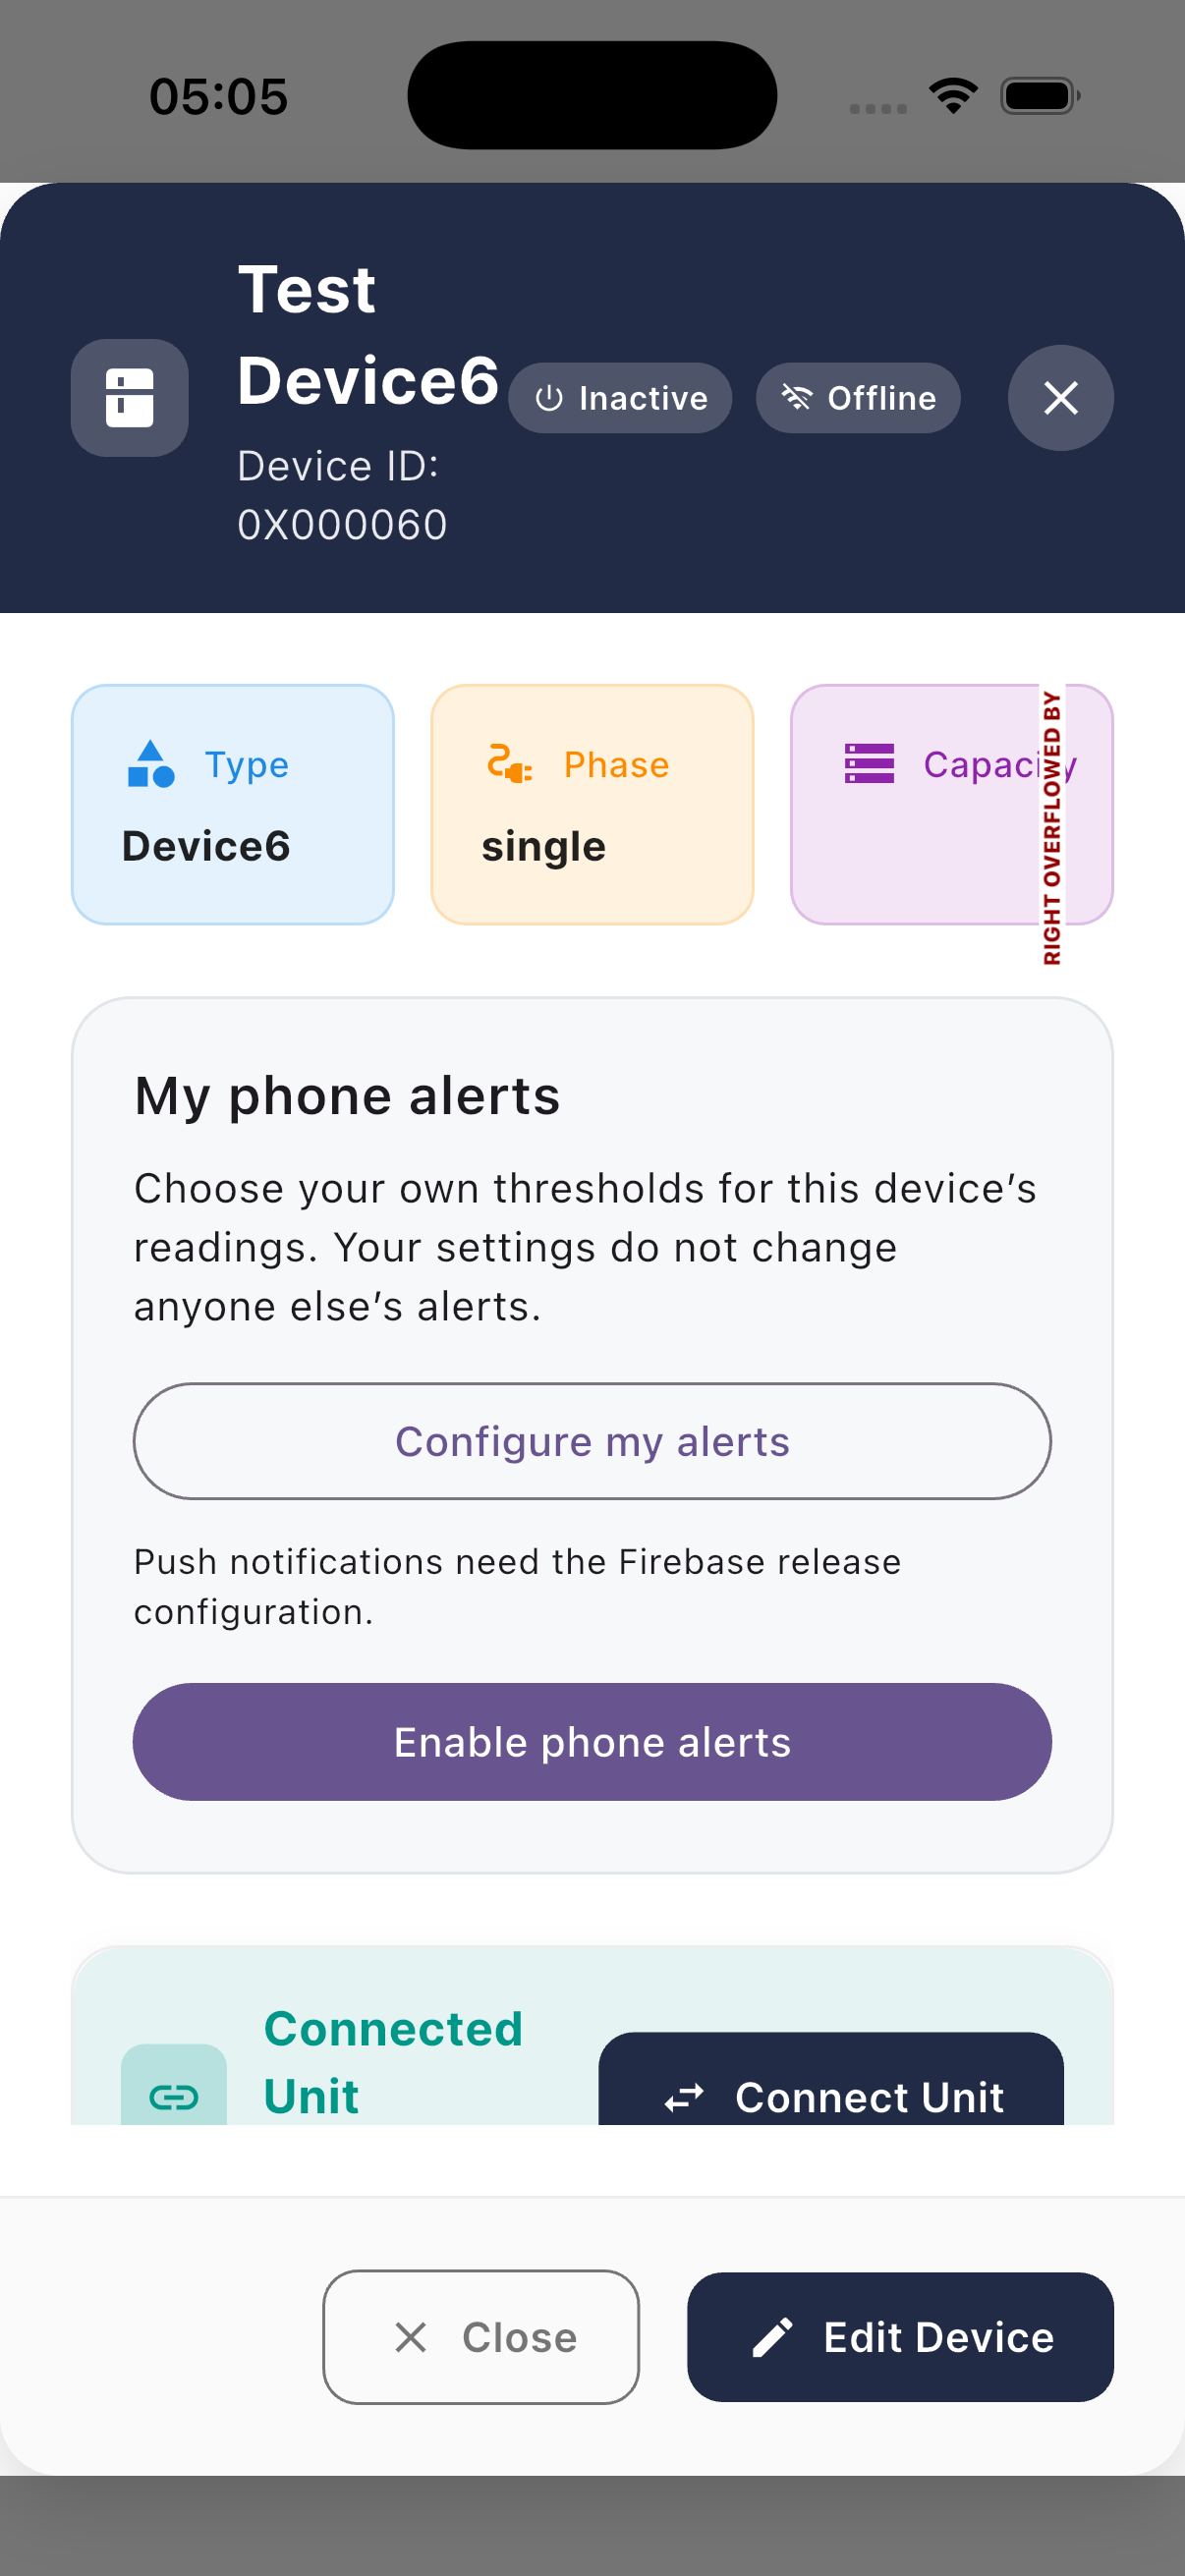 05:05
Test
Device6
Device ID:
0X000060
Inactive
Offline
Type
Device6
Phase
single
Capacity
RIGHT OVERFLOWED BY
My phone alerts
Choose your own thresholds for this device’s
readings. Your settings do not change
anyone else’s alerts.
Configure my alerts
Push notifications need the Firebase release
configuration.
Enable phone alerts
Connected
Unit
Connect Unit
Close
Edit Device